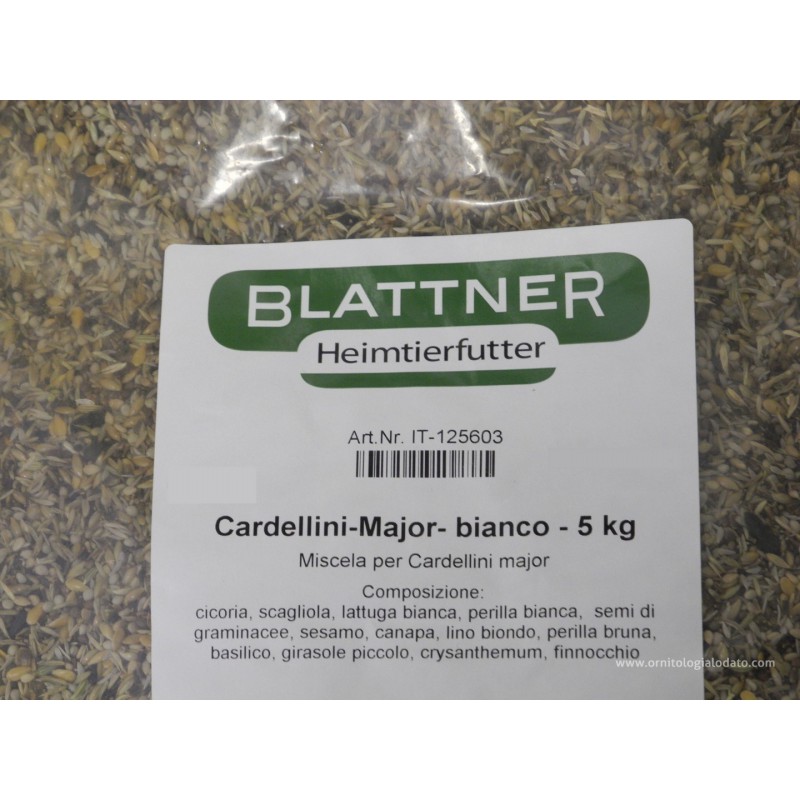 BLATTNER
Heimtierfutter
Art.Nr. IT-125603
Cardellini-Major- bianco - 5 kg
Miscela per Cardellini major
Composizione:
cicoria, scagliola, lattuga bianca, perilla bianca, semi di
graminacee, sesamo, canapa, lino biondo, perilla bruna,
basilico, girasole piccolo, crysanthemum, finnocchio
www.ornitologialodato.com